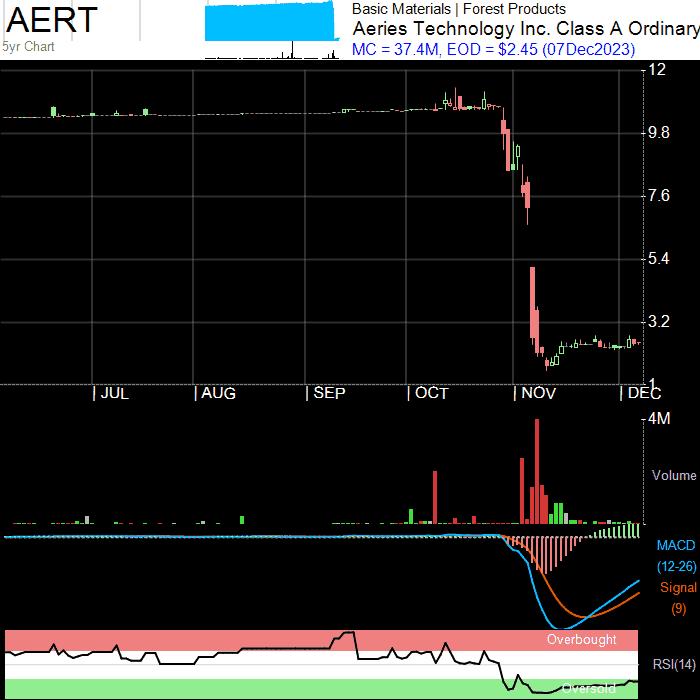 AERT
5yr Chart
Basic Materials | Forest Products
Aeries Technology Inc. Class A Ordinary
MC = 37.4M, EOD = $2.45 (07Dec2023)
12
9.8
7.6
5.4
3.2
1
JUL AUG SEP OCT NOV DEC
4M
Volume
MACD
(12-26)
Signal
(9)
Overbought
RSI(14)
Oversold